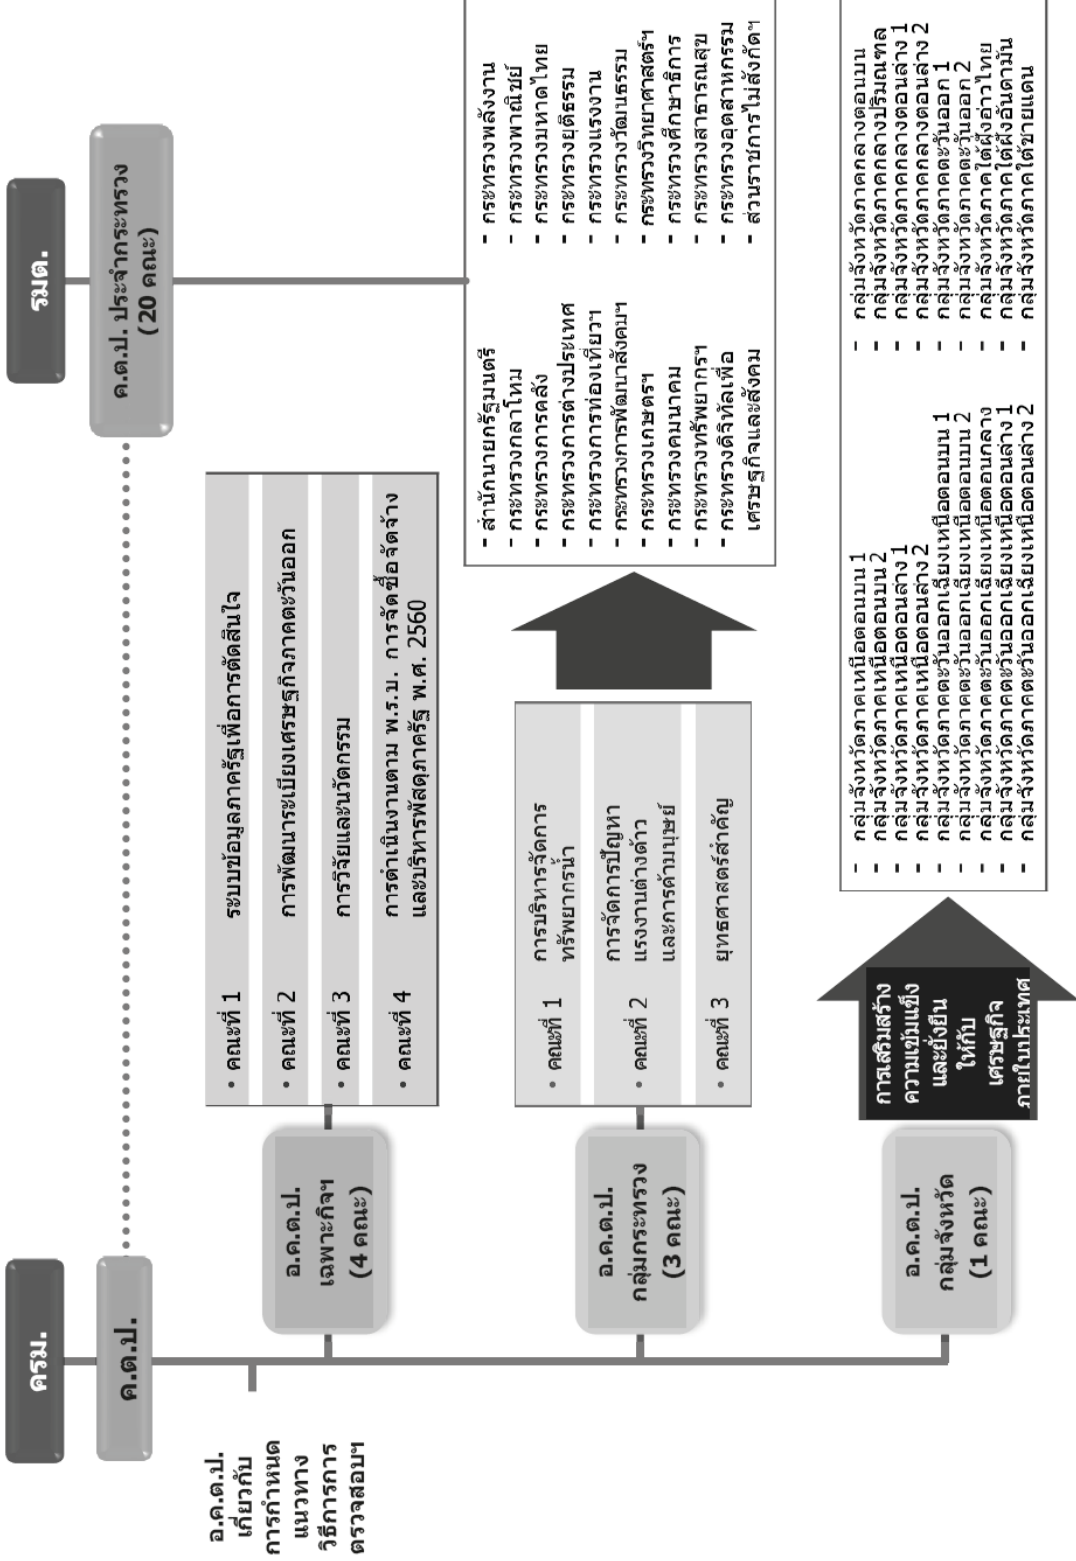 ครม.
ค.ต.ป.
รมต.
ค.ต.ป. ประจำกระทรวง
(20 คณะ)
อ.ค.ต.ป.
เกี่ยวกับ
การกำหนด
แนวทาง
วิธีการการ
ตรวจสอบฯ
อ.ค.ต.ป.
เฉพาะกิจฯ
(4 คณะ)
• คณะที่ 1 ระบบข้อมูลภาครัฐเพื่อการตัดสินใจ
• คณะที่ 2 การพัฒนาระเบียงเศรษฐกิจภาคตะวันออก
• คณะที่ 3 การวิจัยและนวัตกรรม
• คณะที่ 4 การดำเนินงานตาม พ.ร.บ. การจัดซื้อจัดจ้าง
และบริหารพัสดุภาครัฐ พ.ศ. 2560
อ.ค.ต.ป.
กลุ่มกระทรวง
(3 คณะ)
• คณะที่ 1 การบริหารจัดการ
ทรัพยากรน้ำ
• คณะที่ 2 การจัดการปัญหา
แรงงานต่างด้าว
และการค้ามนุษย์
• คณะที่ 3 ยุทธศาสตร์สำคัญ
- สำนักนายกรัฐมนตรี
- กระทรวงกลาโหม
- กระทรวงการคลัง
- กระทรวงการต่างประเทศ
- กระทรวงการท่องเที่ยวฯ
- กระทรวงการพัฒนาสังคมฯ
- กระทรวงเกษตรฯ
- กระทรวงคมนาคม
- กระทรวงทรัพยากรฯ
- กระทรวงดิจิทัลเพื่อ
เศรษฐกิจและสังคม
- กระทรวงพลังงาน
- กระทรวงพาณิชย์
- กระทรวงมหาดไทย
- กระทรวงยุติธรรม
- กระทรวงแรงงาน
- กระทรวงวัฒนธรรม
- กระทรวงวิทยาศาสตร์ฯ
- กระทรวงศึกษาธิการ
- กระทรวงสาธารณสุข
- กระทรวงอุตสาหกรรม
- ส่วนราชการไม่สังกัดฯ
อ.ค.ต.ป.
กลุ่มจังหวัด
(1 คณะ)
การเสริมสร้าง
ความเข้มแข็ง
และยั่งยืน
ให้กับ
เศรษฐกิจ
ภายในประเทศ
- กลุ่มจังหวัดภาคเหนือตอนบน 1
- กลุ่มจังหวัดภาคเหนือตอนบน 2
- กลุ่มจังหวัดภาคเหนือตอนล่าง 1
- กลุ่มจังหวัดภาคเหนือตอนล่าง 2
- กลุ่มจังหวัดภาคตะวันออกเฉียงเหนือตอนบน 1
- กลุ่มจังหวัดภาคตะวันออกเฉียงเหนือตอนบน 2
- กลุ่มจังหวัดภาคตะวันออกเฉียงเหนือตอนกลาง
- กลุ่มจังหวัดภาคตะวันออกเฉียงเหนือตอนล่าง 1
- กลุ่มจังหวัดภาคตะวันออกเฉียงเหนือตอนล่าง 2
- กลุ่มจังหวัดภาคกลางตอนบน
- กลุ่มจังหวัดภาคกลางปริมณฑล
- กลุ่มจังหวัดภาคกลางตอนล่าง 1
- กลุ่มจังหวัดภาคกลางตอนล่าง 2
- กลุ่มจังหวัดภาคตะวันออก 1
- กลุ่มจังหวัดภาคตะวันออก 2
- กลุ่มจังหวัดภาคใต้ฝั่งอ่าวไทย
- กลุ่มจังหวัดภาคใต้ฝั่งอันดามัน
- กลุ่มจังหวัดภาคใต้ชายแดน